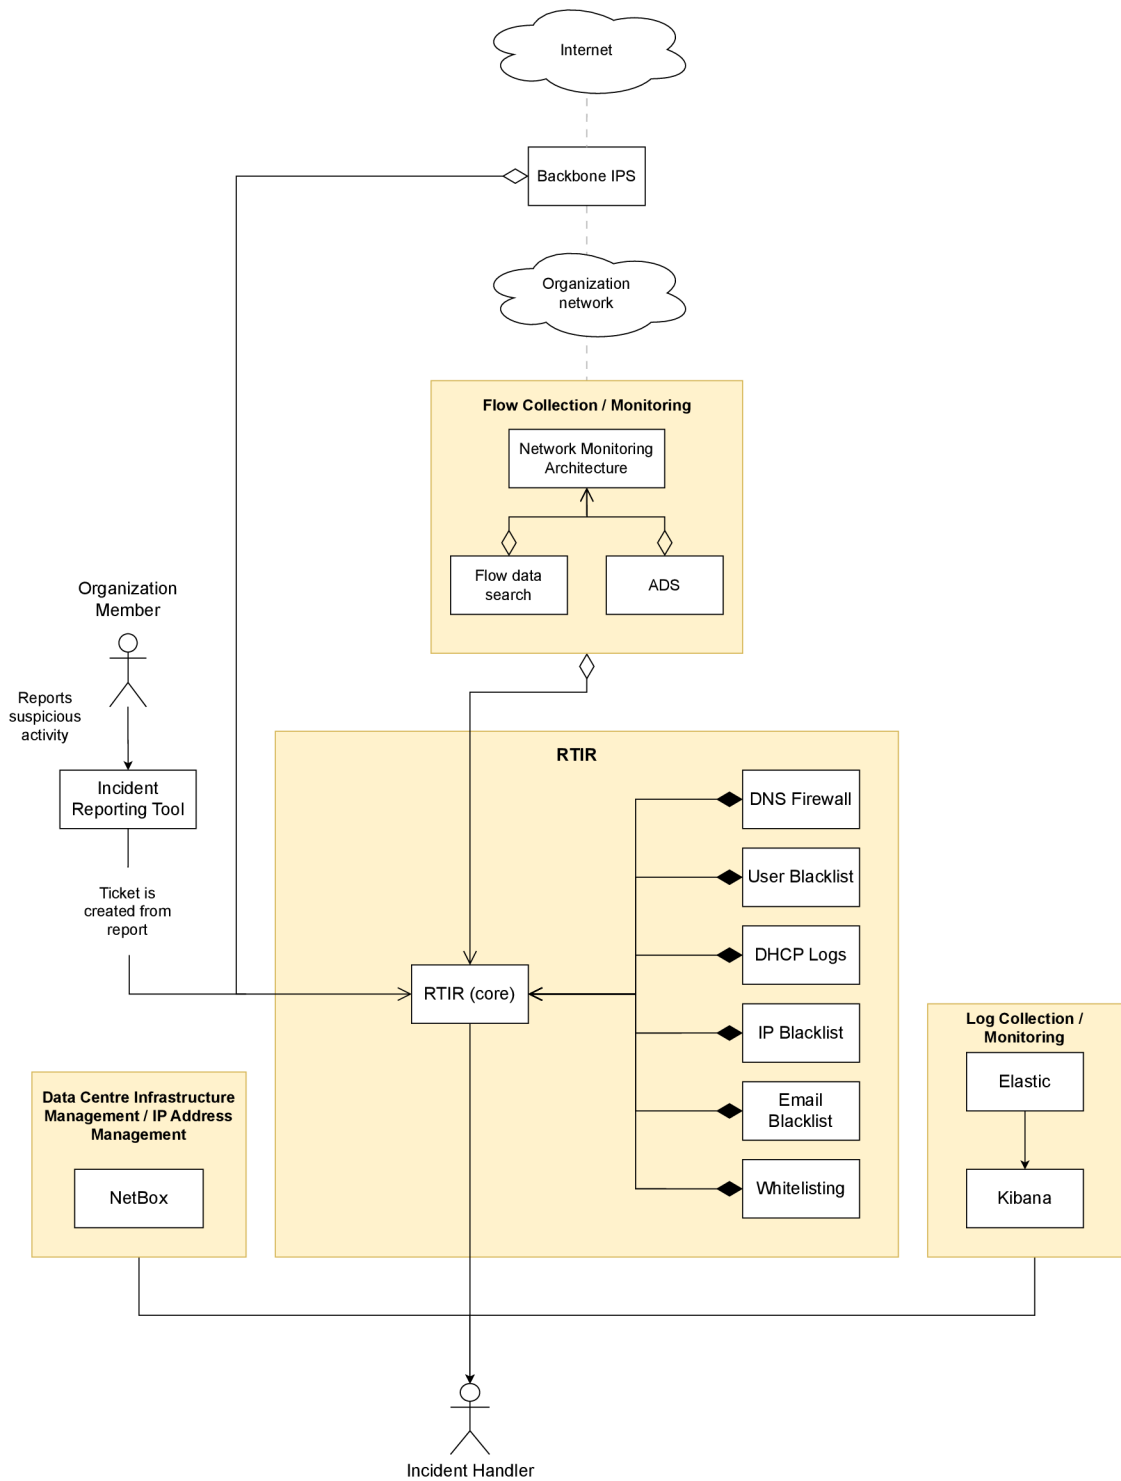 Internet
Backbone IPS
Organization
network
Flow Collection / Monitoring
Network Monitoring
Architecture
Flow data
search
ADS
Organization
Member
Reports
suspicious
activity
Incident
Reporting Tool
Ticket is
created from
report
RTIR
DNS Firewall
User Blacklist
DHCP Logs
RTIR (core)
IP Blacklist
Email
Blacklist
Whitelisting
Log Collection /
Monitoring
Elastic
Kibana
Data Centre Infrastructure
Management / IP Address
Management
NetBox
Incident Handler